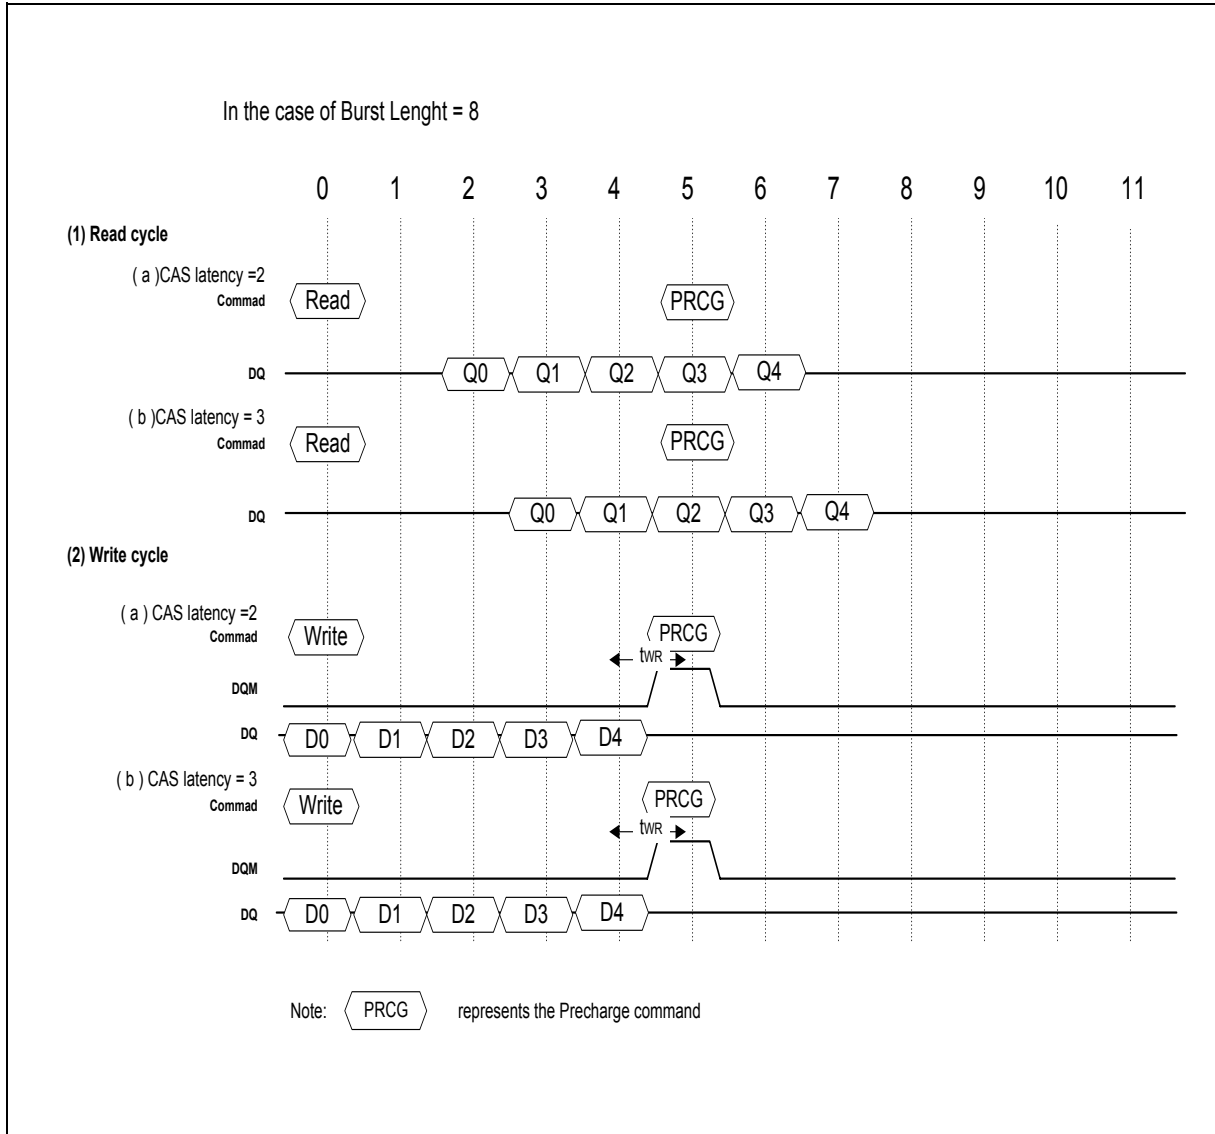 In the case of Burst Lenght = 8
0 1 2 3 4 5 6 7 8 9 10 11
(1) Read cycle
( a )CAS latency =2
Commad Read PRCG
DQ Q0 Q1 Q2 Q3 Q4
( b )CAS latency = 3
Commad Read PRCG
DQ Q0 Q1 Q2 Q3 Q4
(2) Write cycle
( a ) CAS latency =2
Commad Write PRCG
tWR
DQM
DQ D0 D1 D2 D3 D4
( b ) CAS latency = 3
Commad Write PRCG
tWR
DQM
DQ D0 D1 D2 D3 D4
Note: PRCG represents the Precharge command